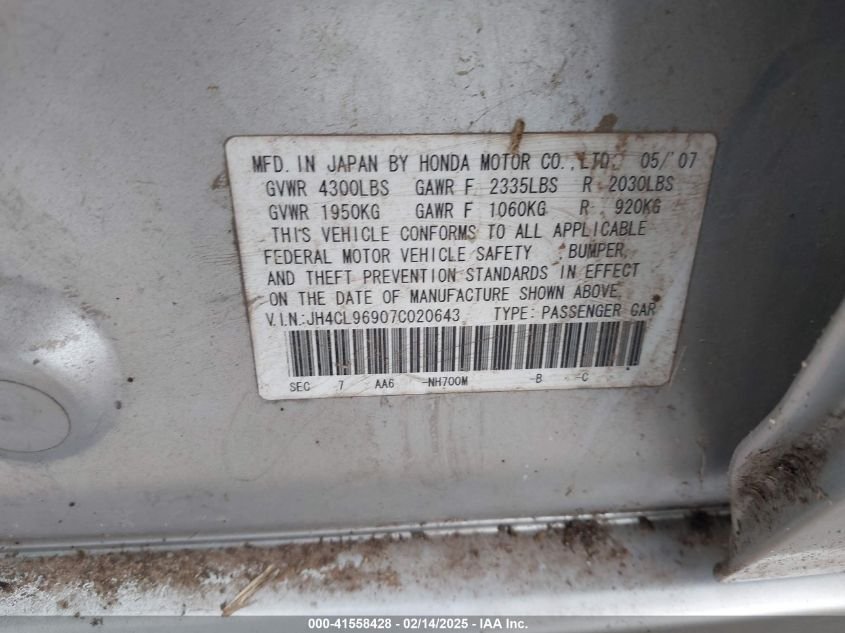 MFD. IN JAPAN BY HONDA MOTOR CO., LTD. 05/'07
GVWR 4300LBS GAWR F 2335LBS R 2030LBS
GVWR 1950KG GAWR F 1060KG R 920KG
THIS VEHICLE CONFORMS TO ALL APPLICABLE
FEDERAL MOTOR VEHICLE SAFETY, BUMPER,
AND THEFT PREVENTION STANDARDS IN EFFECT
ON THE DATE OF MANUFACTURE SHOWN ABOVE.
V.I.N.:JH4CL96907C020643 TYPE: PASSENGER CAR
SEC 7 AA6 -NH700M -B -C
000-41558428 - 02/14/2025 - IAA Inc.